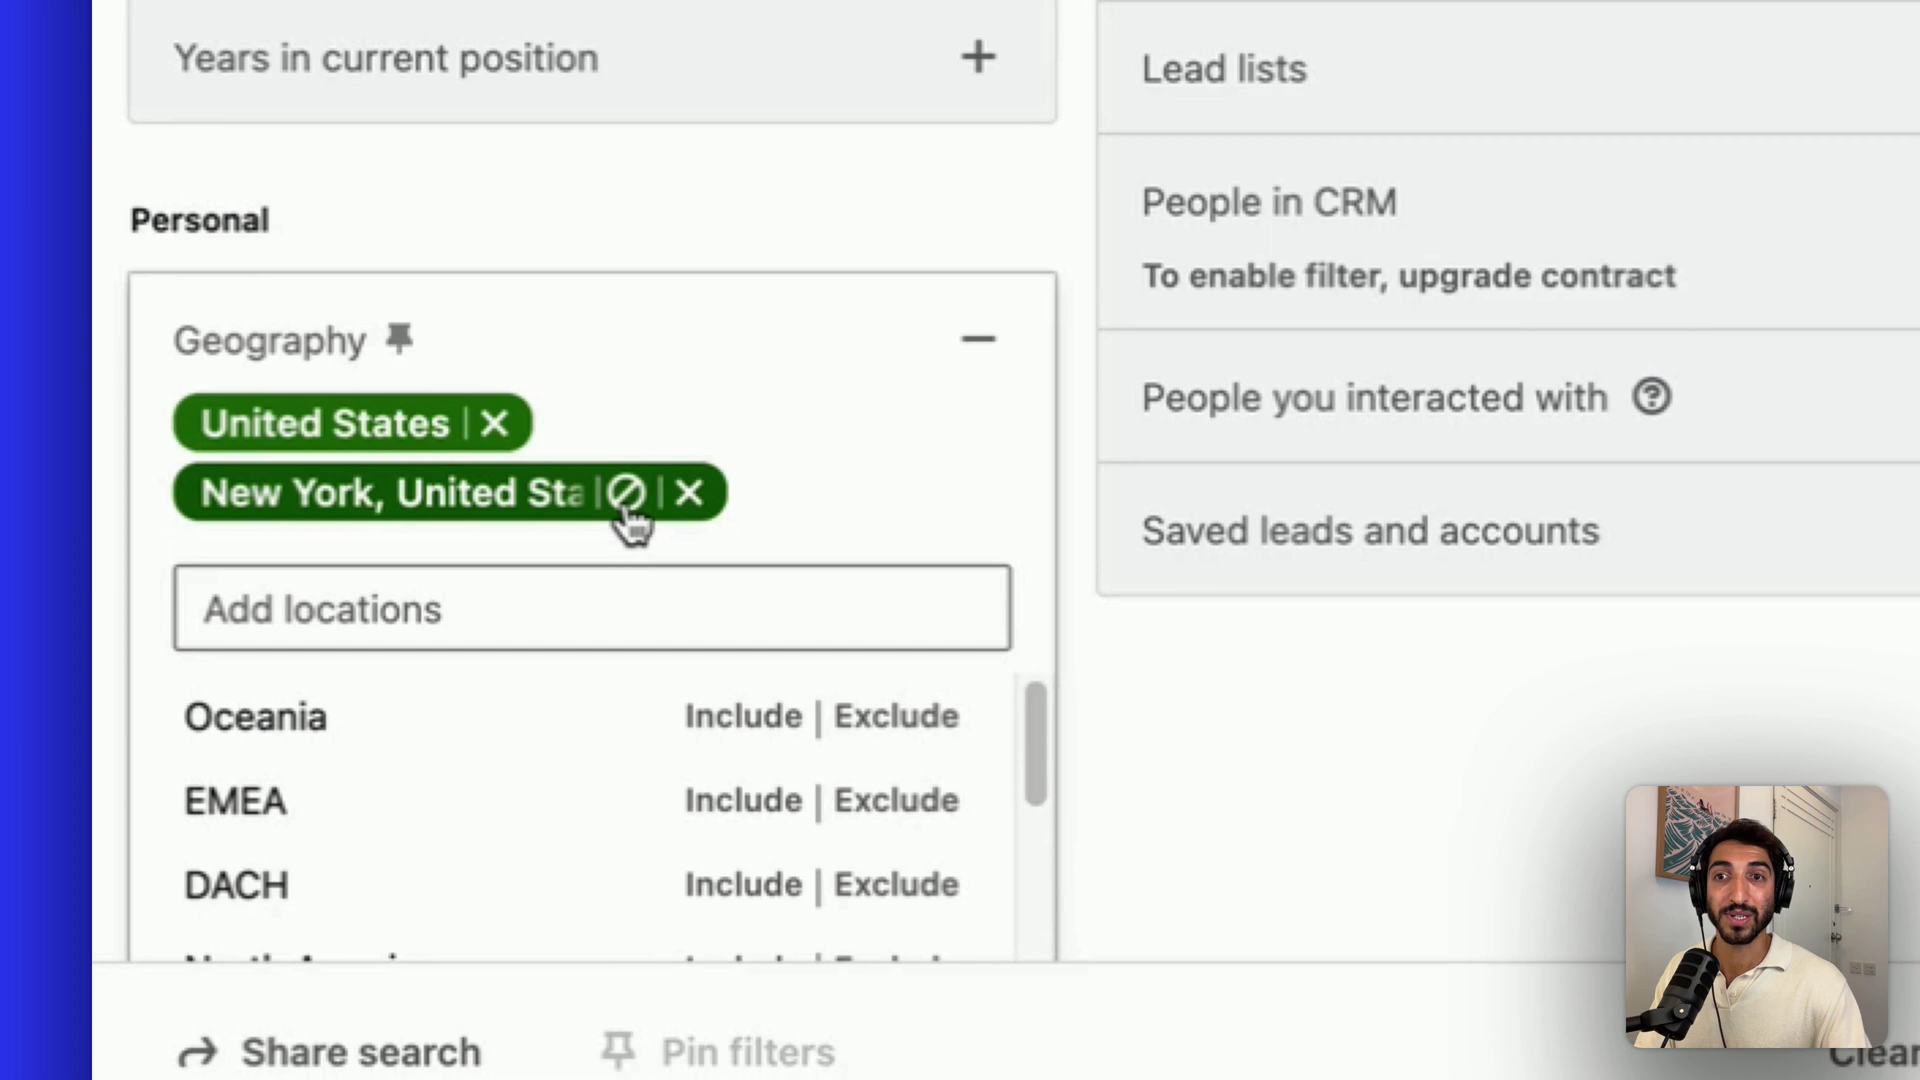 Years in current position
Personal
Geography
United States
New York, United Sta
Add locations
Oceania Include | Exclude
EMEA Include | Exclude
DACH Include | Exclude
Share search
Pin filters
Lead lists
People in CRM
To enable filter, upgrade contract
People you interacted with
Saved leads and accounts
Clear